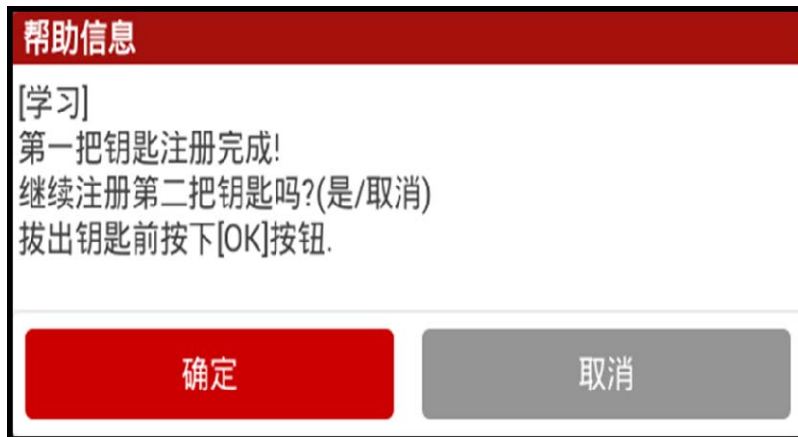 帮助信息
[学习]
第一把钥匙注册完成!
继续注册第二把钥匙吗?(是/取消)
拔出钥匙前按下[OK]按钮.
确定
取消